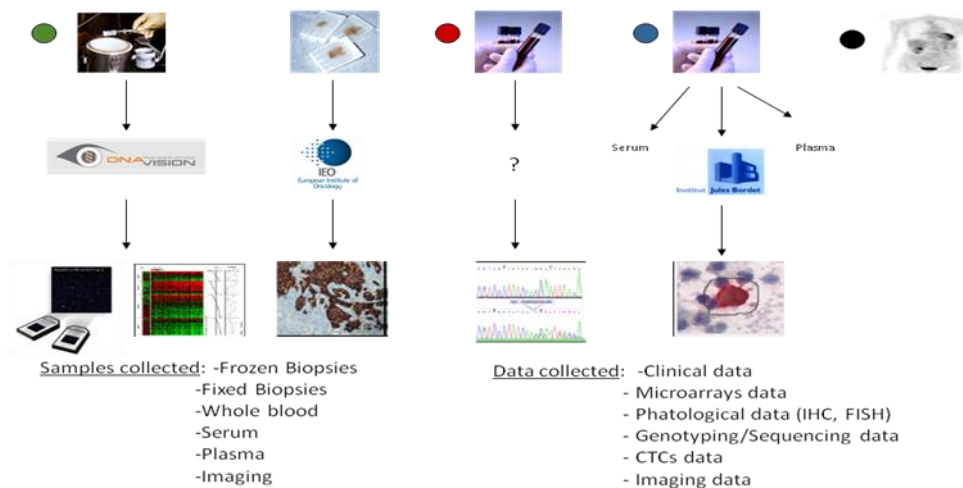 DNAVISION
IEO
European Institute of
Oncology
?
Serum
Plasma
Institut Jules Bordet
Samples collected: -Frozen Biopsies
-Fixed Biopsies
-Whole blood
-Serum
-Plasma
-Imaging
Data collected: -Clinical data
- Microarrays data
- Phatological data (IHC, FISH)
- Genotyping/Sequencing data
- CTCs data
- Imaging data